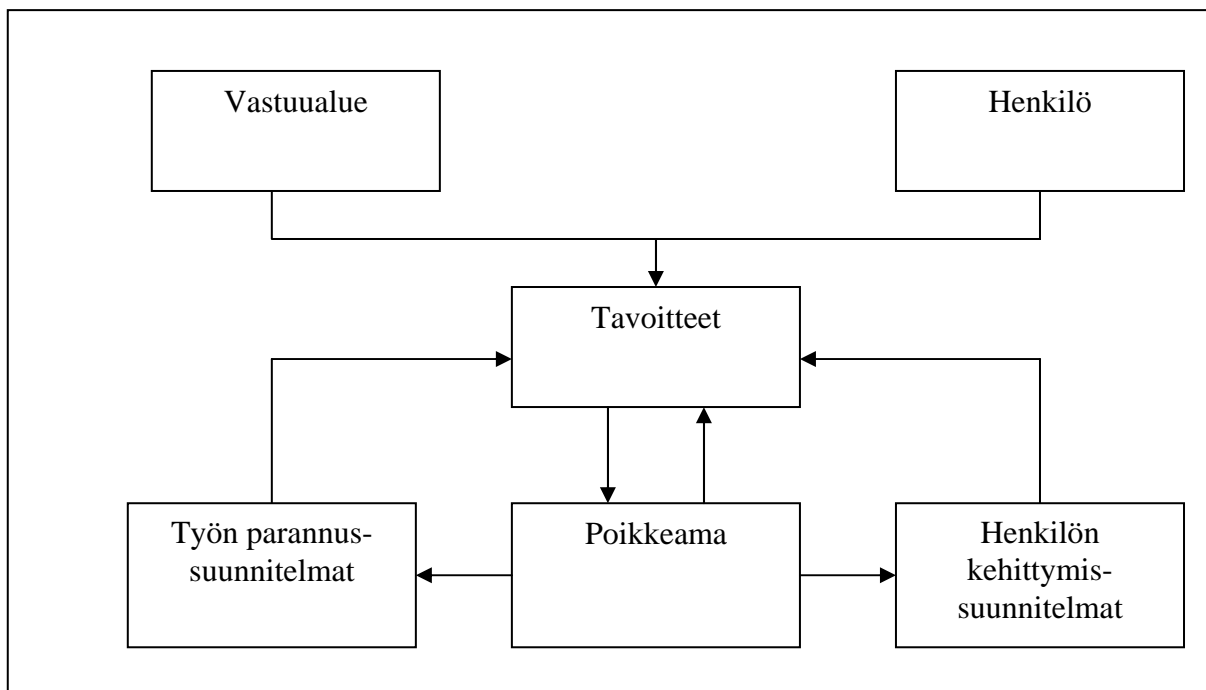 Vastuualue
Henkilö
Tavoitteet
Työn parannus-
suunnitelmat
Poikkeama
Henkilön
kehittymis-
suunnitelmat